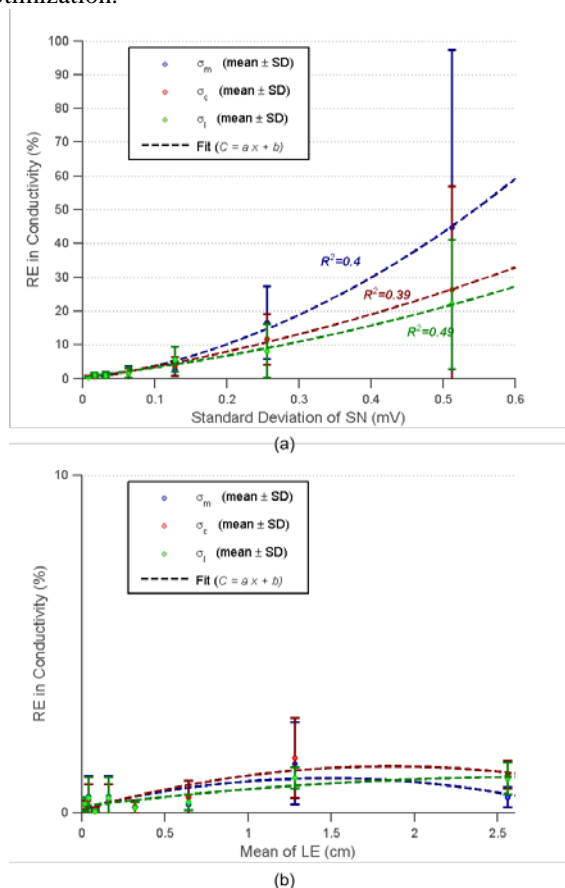 timization.
100
90
80
70
60
50
40
30
20
10
0
RE in Conductivity (%)
σm (mean ± SD)
σc (mean ± SD)
σl (mean ± SD)
Fit (C = a x + b)
R²=0.4
R²=0.39
R²=0.49
0 0.1 0.2 0.3 0.4 0.5 0.6
Standard Deviation of SN (mV)
(a)
10
0
RE in Conductivity (%)
σm (mean ± SD)
σc (mean ± SD)
σl (mean ± SD)
Fit (C = a x + b)
0 0.5 1 1.5 2 2.5
Mean of LE (cm)
(b)